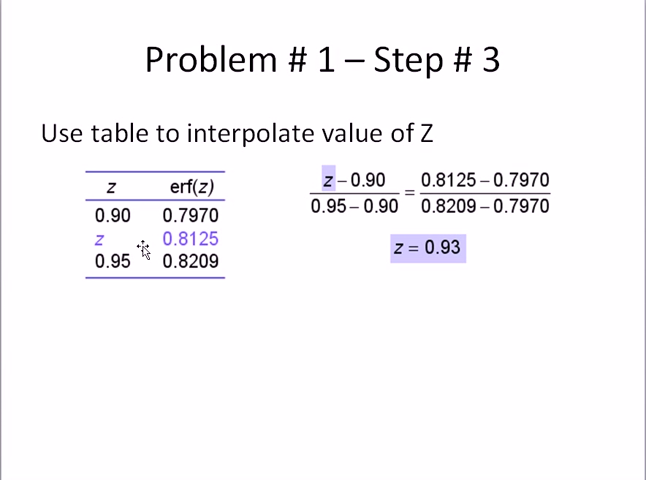 Problem # 1 – Step # 3
Use table to interpolate value of Z
z erf(z)
0.90 0.7970
z 0.8125
0.95 0.8209
z – 0.90 / 0.95 – 0.90 = 0.8125 – 0.7970 / 0.8209 – 0.7970
z = 0.93